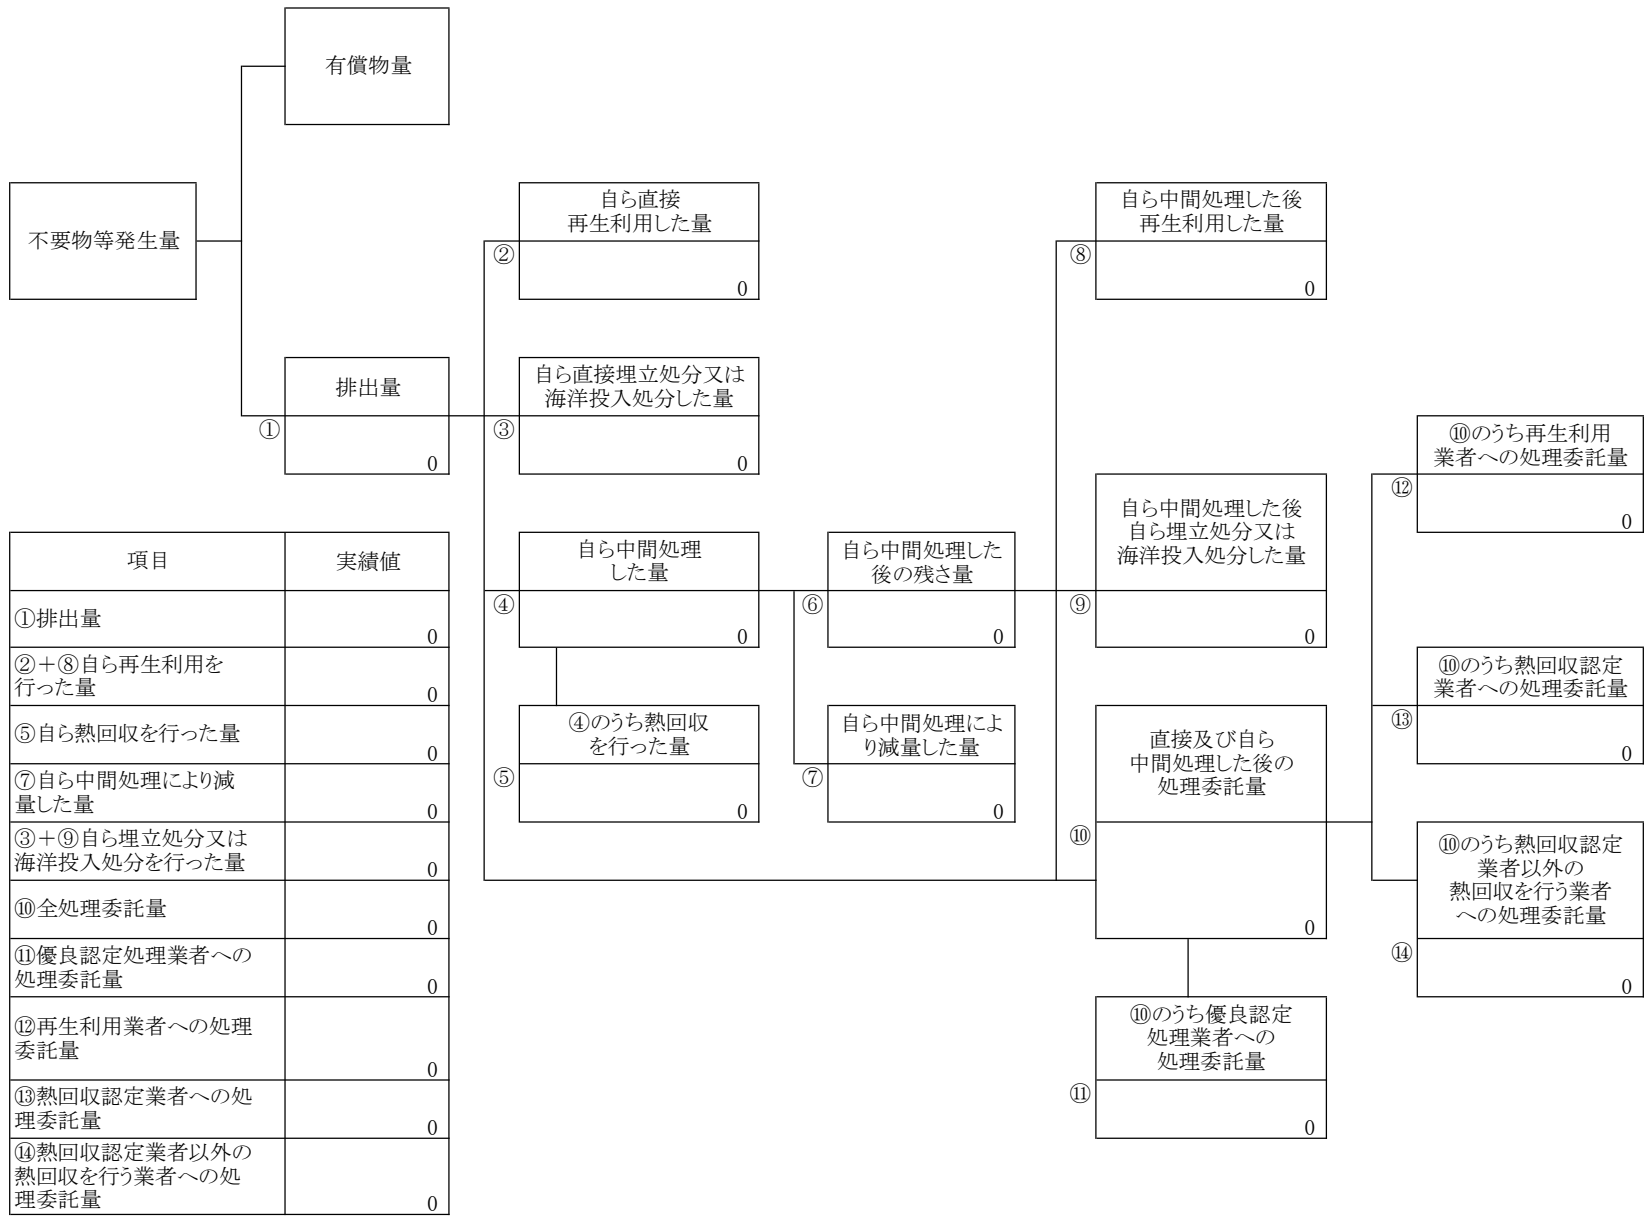 有償物量
不要物等発生量
自ら直接
再生利用した量
②
0
自ら中間処理した後
再生利用した量
⑧
0
排出量
①
0
自ら直接埋立処分又は
海洋投入処分した量
③
0
⑩のうち再生利用
業者への処理委託量
⑫
0
自ら中間処理した後
自ら埋立処分又は
海洋投入処分した量
⑨
0
自ら中間処理
した量
④
0
自ら中間処理した
後の残さ量
⑥
0
⑩のうち熱回収認定
業者への処理委託量
⑬
0
④のうち熱回収
を行った量
⑤
0
自ら中間処理によ
り減量した量
⑦
0
直接及び自ら
中間処理した後の
処理委託量
⑩
0
⑩のうち熱回収認定
業者以外の
熱回収を行う業者
への処理委託量
⑭
0
⑩のうち優良認定
処理業者への
処理委託量
⑪
0
項目 実績値
①排出量
0
②＋⑧自ら再生利用を
行った量
0
⑤自ら熱回収を行った量
0
⑦自ら中間処理により減
量した量
0
③＋⑨自ら埋立処分又は
海洋投入処分を行った量
0
⑩全処理委託量
0
⑪優良認定処理業者への
処理委託量
0
⑫再生利用業者への処理
委託量
0
⑬熱回収認定業者への処
理委託量
0
⑭熱回収認定業者以外の
熱回収を行う業者への処
理委託量
0